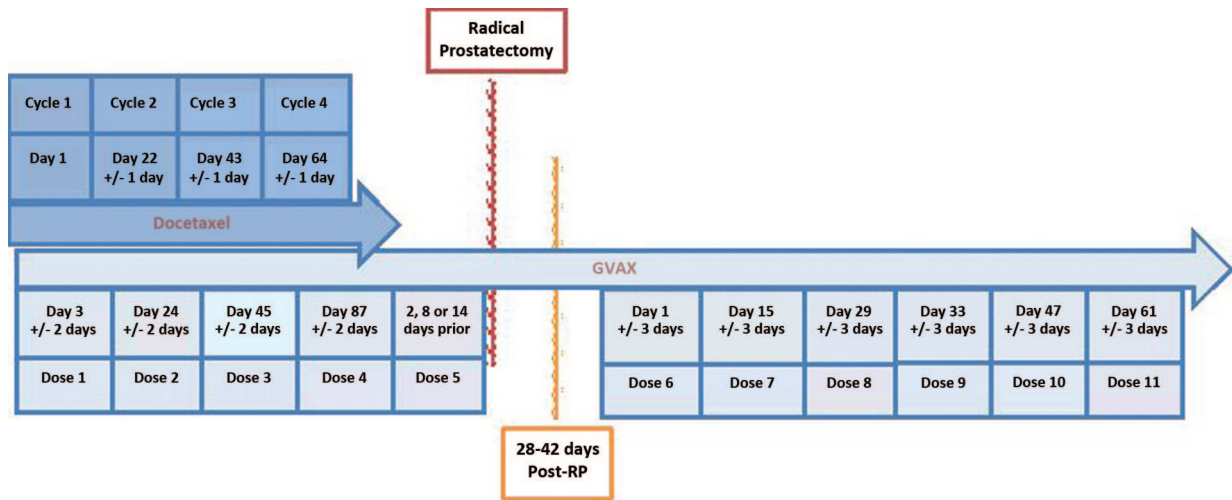 Radical
Prostatectomy
Cycle 1
Cycle 2
Cycle 3
Cycle 4
Day 1
Day 22
+/- 1 day
Day 43
+/- 1 day
Day 64
+/- 1 day
Docetaxel
GVAX
Day 3
+/- 2 days
Day 24
+/- 2 days
Day 45
+/- 2 days
Day 87
+/- 2 days
2, 8 or 14
days prior
Day 1
+/- 3 days
Day 15
+/- 3 days
Day 29
+/- 3 days
Day 33
+/- 3 days
Day 47
+/- 3 days
Day 61
+/- 3 days
Dose 1
Dose 2
Dose 3
Dose 4
Dose 5
Dose 6
Dose 7
Dose 8
Dose 9
Dose 10
Dose 11
28-42 days
Post-RP